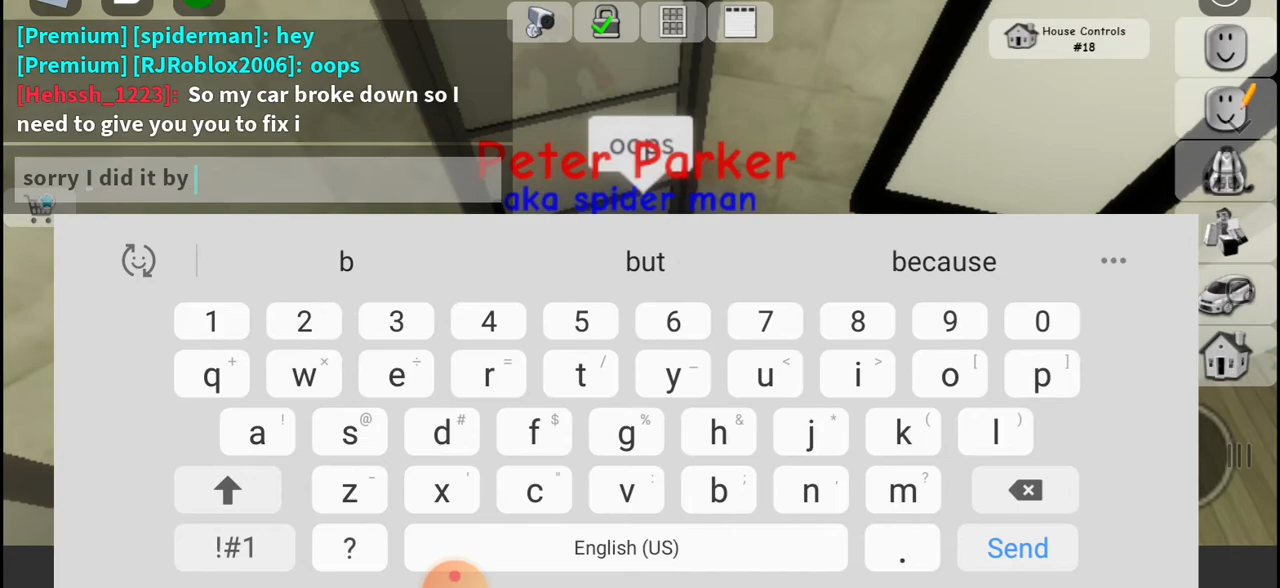 [Premium] [spiderman]: hey
[Premium] [RJRoblox2006]: oops
[Hehssh_1223]: So my car broke down so I
need to give you you to fix i
House Controls
#18
oops
Peter Parker
aka spider man
sorry I did it by
b but because
1 2 3 4 5 6 7 8 9 0
q + w × e ÷ r = t / y _ u < i > o [ p ]
a ! s @ d # f $ g % h & j * k ( l )
z - x ' c " v : b ; n , m ?
!#1 ? English (US) . Send